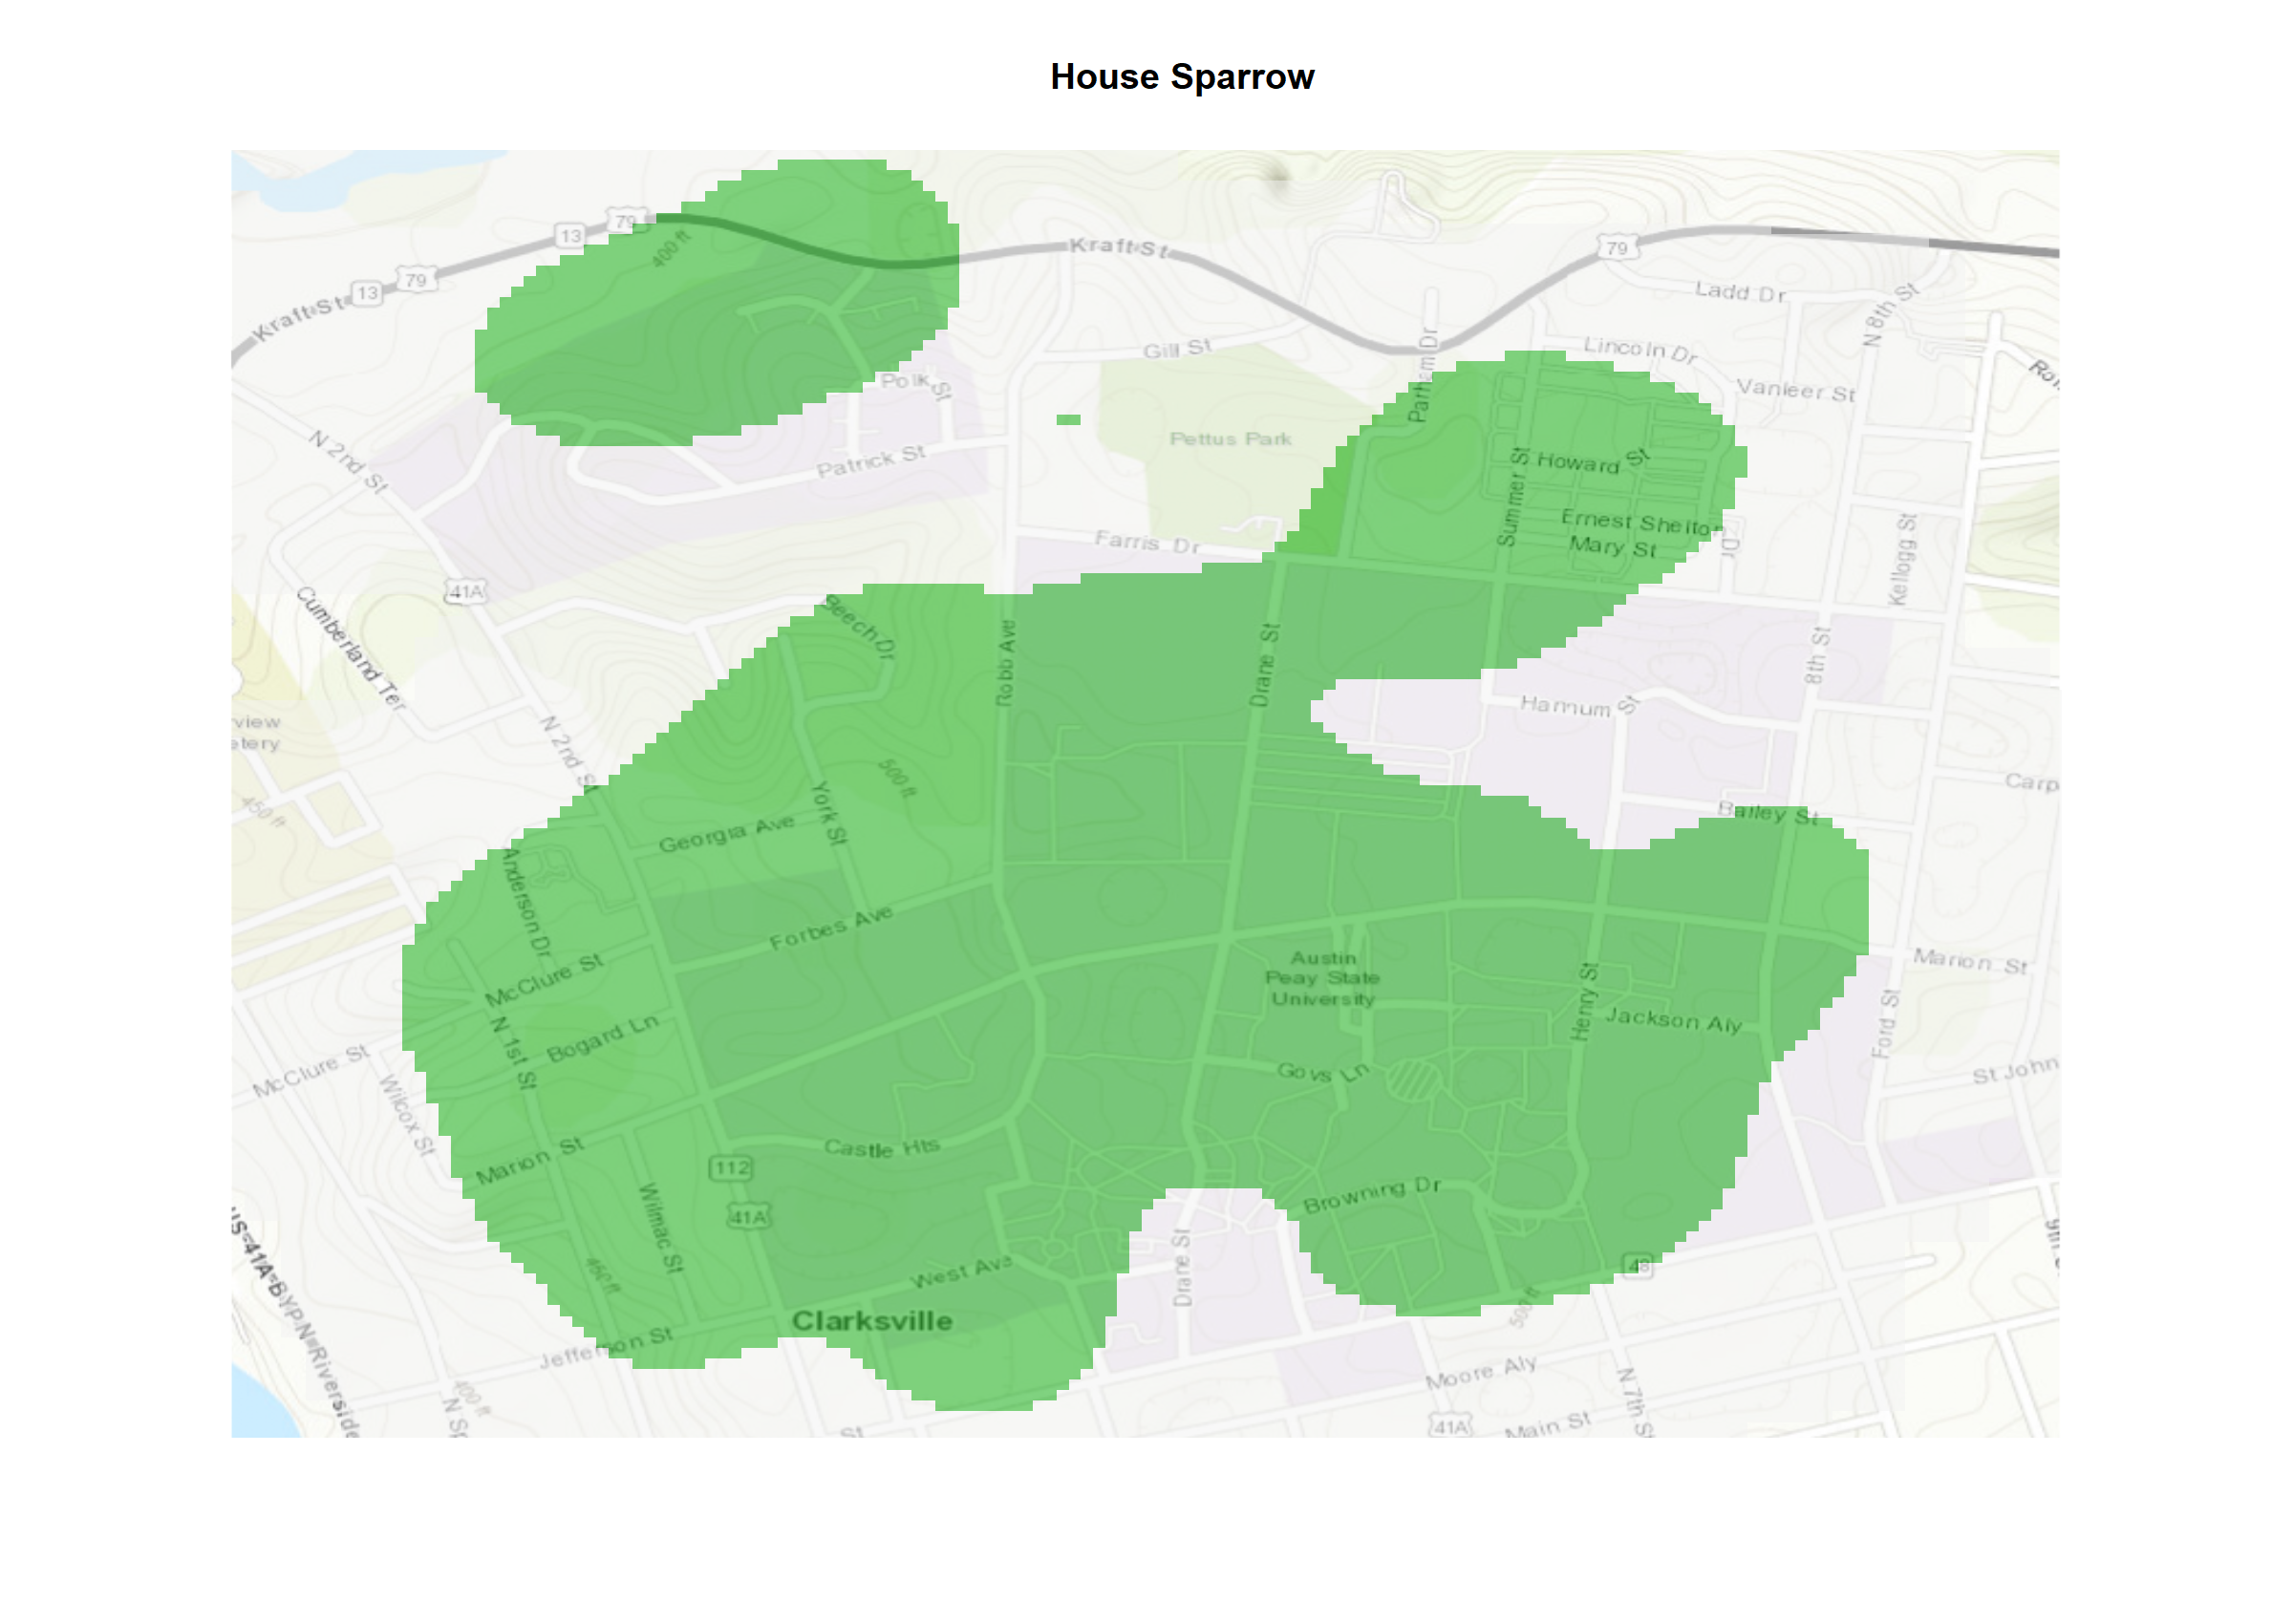 House Sparrow
79
13
400 ft
79
13
Kraft St
Kraft St
79
Ladd Dr
N 8th St
Gill St
Parham Dr
Lincoln Dr
Polk St
Vanleer St
Pettus Park
N 2nd St
Patrick St
Summer St
Howard St
Ernest Shelton Dr
Mary St
Farris Dr
Kellogg St
41A
Cumberland Ter
Beech Dr
Robb Ave
Drane St
8th St
Hannum St
rview
etery
N 2nd St
500 ft
Carp
450 ft
York St
Georgia Ave
Bailey St
Anderson Dr
Forbes Ave
Austin
Peay State
University
Marion St
McClure St
Henry St
Jackson Aly
Ford St
N 1st St
Bogard Ln
McClure St
Govs Ln
St John
Wilcox St
Marion St
Castle Hts
112
Browning Dr
Wilmac St
41A
Drane St
48
450 ft
West Ave
500 ft
US-41A-BYP N Riverside
Clarksville
Jefferson St
Moore Aly
400 ft
N Sp
N 7th St
St
41A
Main St